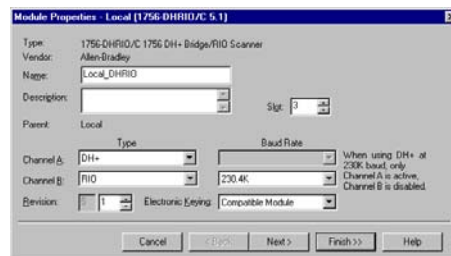 Module Properties - Local (1756-DHRIO/C 5.1)
Type: 1756-DHRIO/C 1756 DH+ Bridge/RIO Scanner
Vendor: Allen-Bradley
Name: Local_DHRIO
Description:
Slot: 3
Parent: Local
Type Baud Rate
Channel A: DH+
Channel B: RIO 230.4K
When using DH+ at
230K baud, only
Channel A is active,
Channel B is disabled.
Revision: 1 Electronic Keying: Compatible Module
Cancel < Back Next > Finish >> Help